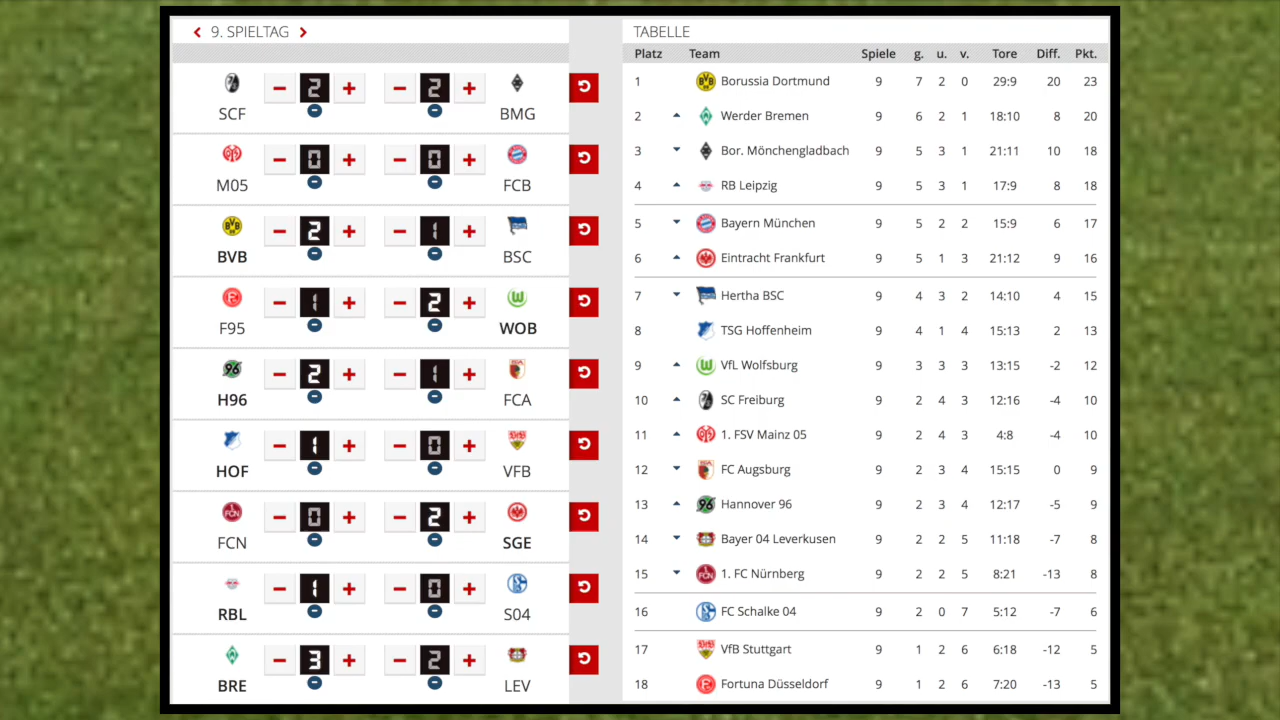 9. SPIELTAG
SCF 2 2 BMG
M05 0 0 FCB
BVB 2 1 BSC
F95 1 2 WOB
H96 2 1 FCA
HOF 1 0 VFB
FCN 0 2 SGE
RBL 1 0 S04
BRE 3 2 LEV
TABELLE
Platz Team Spiele g. u. v. Tore Diff. Pkt.
1 Borussia Dortmund 9 7 2 0 29:9 20 23
2 Werder Bremen 9 6 2 1 18:10 8 20
3 Bor. Mönchengladbach 9 5 3 1 21:11 10 18
4 RB Leipzig 9 5 3 1 17:9 8 18
5 Bayern München 9 5 2 2 15:9 6 17
6 Eintracht Frankfurt 9 5 1 3 21:12 9 16
7 Hertha BSC 9 4 3 2 14:10 4 15
8 TSG Hoffenheim 9 4 1 4 15:13 2 13
9 VfL Wolfsburg 9 3 3 3 13:15 -2 12
10 SC Freiburg 9 2 4 3 12:16 -4 10
11 1. FSV Mainz 05 9 2 4 3 4:8 -4 10
12 FC Augsburg 9 2 3 4 15:15 0 9
13 Hannover 96 9 2 3 4 12:17 -5 9
14 Bayer 04 Leverkusen 9 2 2 5 11:18 -7 8
15 1. FC Nürnberg 9 2 2 5 8:21 -13 8
16 FC Schalke 04 9 2 0 7 5:12 -7 6
17 VfB Stuttgart 9 1 2 6 6:18 -12 5
18 Fortuna Düsseldorf 9 1 2 6 7:20 -13 5